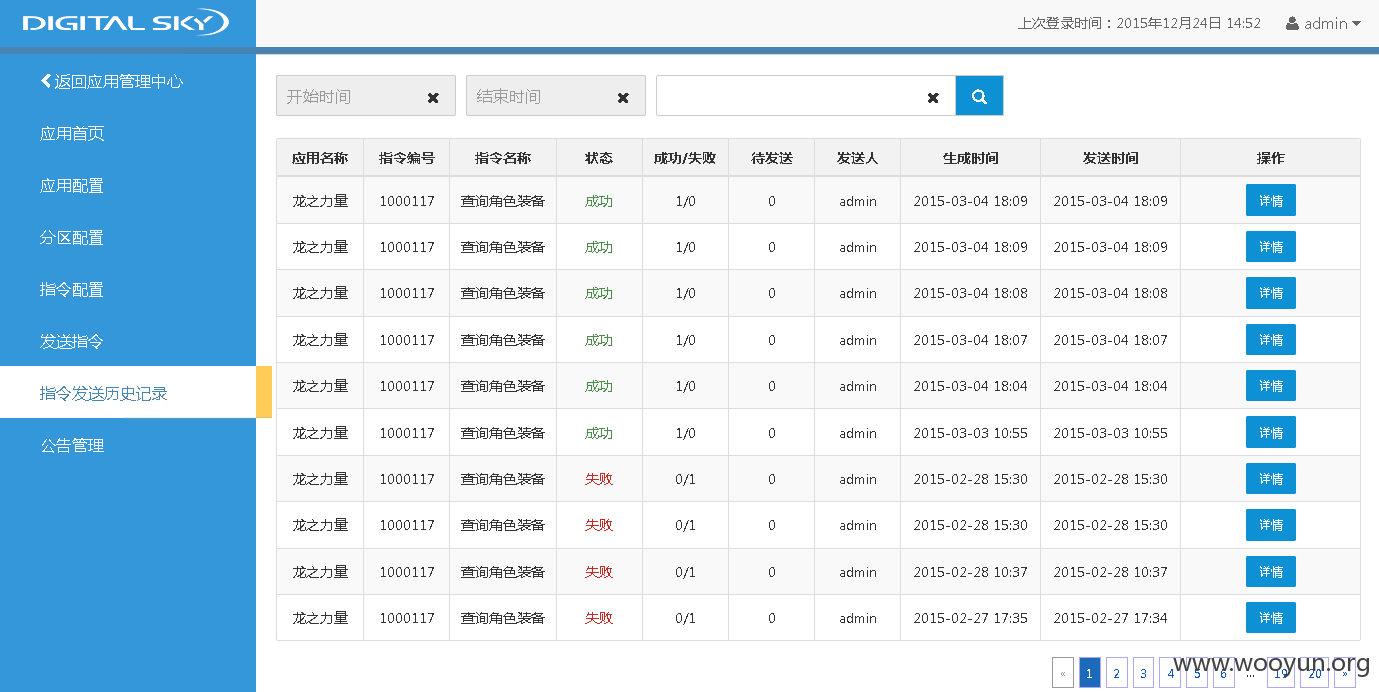 DIGITAL SKY
上次登录时间：2015年12月24日 14:52 admin
返回应用管理中心
应用首页
应用配置
分区配置
指令配置
发送指令
指令发送历史记录
公告管理
开始时间 结束时间
应用名称 指令编号 指令名称 状态 成功/失败 待发送 发送人 生成时间 发送时间 操作
龙之力量 1000117 查询角色装备 成功 1/0 0 admin 2015-03-04 18:09 2015-03-04 18:09 详情
龙之力量 1000117 查询角色装备 成功 1/0 0 admin 2015-03-04 18:09 2015-03-04 18:09 详情
龙之力量 1000117 查询角色装备 成功 1/0 0 admin 2015-03-04 18:08 2015-03-04 18:08 详情
龙之力量 1000117 查询角色装备 成功 1/0 0 admin 2015-03-04 18:07 2015-03-04 18:07 详情
龙之力量 1000117 查询角色装备 成功 1/0 0 admin 2015-03-04 18:04 2015-03-04 18:04 详情
龙之力量 1000117 查询角色装备 成功 1/0 0 admin 2015-03-03 10:55 2015-03-03 10:55 详情
龙之力量 1000117 查询角色装备 失败 0/1 0 admin 2015-02-28 15:30 2015-02-28 15:30 详情
龙之力量 1000117 查询角色装备 失败 0/1 0 admin 2015-02-28 15:30 2015-02-28 15:30 详情
龙之力量 1000117 查询角色装备 失败 0/1 0 admin 2015-02-28 10:37 2015-02-28 10:37 详情
龙之力量 1000117 查询角色装备 失败 0/1 0 admin 2015-02-27 17:35 2015-02-27 17:34 详情
« 1 2 3 4 5 6 ... 19 20 »
www.wooyun.org